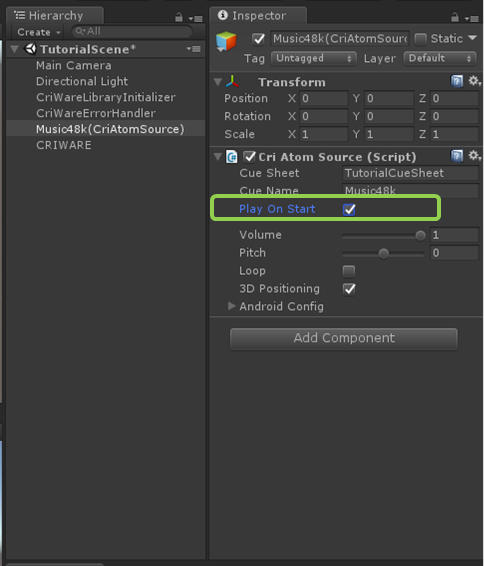 Hierarchy
Create
All
TutorialScene*
Main Camera
Directional Light
CriWareLibraryInitializer
CriWareErrorHandler
Music48k(CriAtomSource)
CRIWARE
Inspector
Music48k(CriAtomSour
Static
Tag Untagged Layer Default
Transform
Position X 0 Y 0 Z 0
Rotation X 0 Y 0 Z 0
Scale X 1 Y 1 Z 1
Cri Atom Source (Script)
Cue Sheet TutorialCueSheet
Cue Name Music48k
Play On Start
Volume 1
Pitch 0
Loop
3D Positioning
Android Config
Add Component